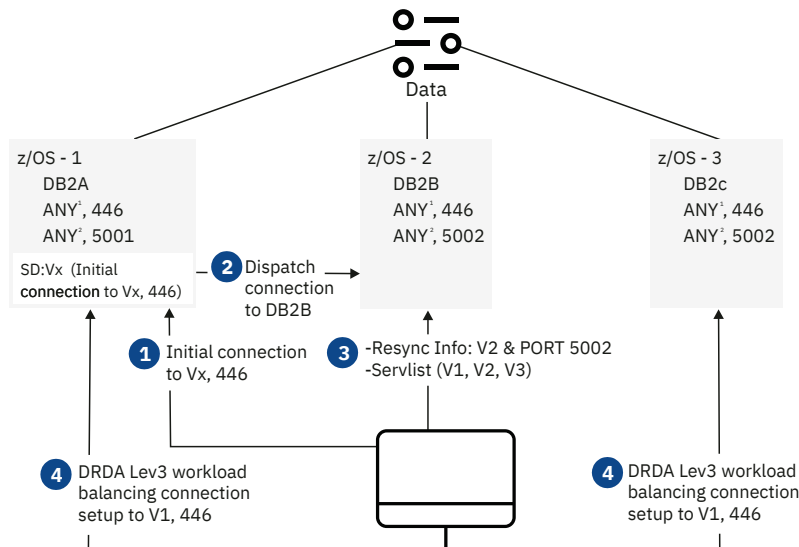 Data
z/OS - 1
DB2A
ANY¹, 446
ANY², 5001
SD:Vx (Initial
connection to Vx, 446)
z/OS - 2
DB2B
ANY¹, 446
ANY², 5002
z/OS - 3
DB2c
ANY¹, 446
ANY², 5002
2 Dispatch
connection
to DB2B
1 Initial connection
to Vx, 446
3 -Resync Info: V2 & PORT 5002
-Servlist (V1, V2, V3)
4 DRDA Lev3 workload
balancing connection
setup to V1, 446
4 DRDA Lev3 workload
balancing connection
setup to V1, 446